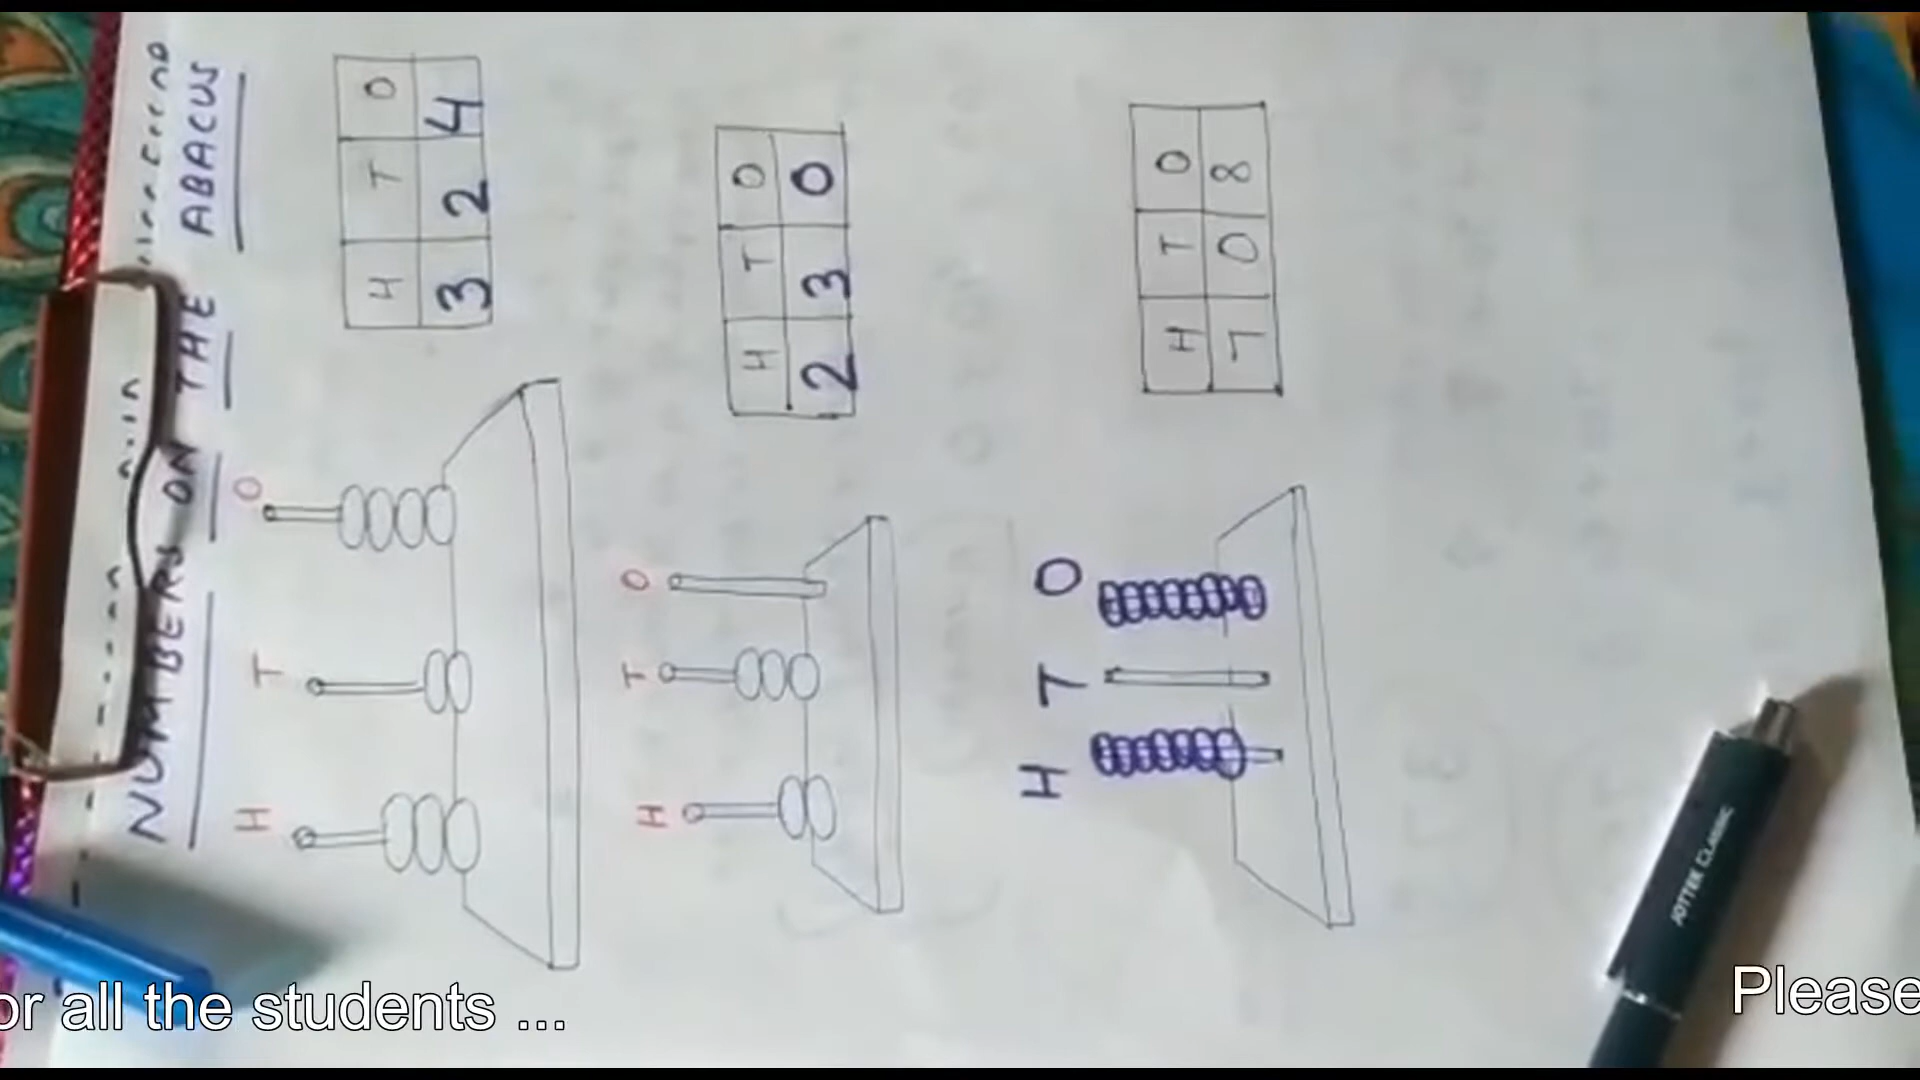 NUMBERS ON THE ABACUS
H T O
3 2 4
H T O
H T O
2 3 0
H T O
H T O
7 0 8
H T O
JOTTEK CLASSIC
or all the students ...
Please